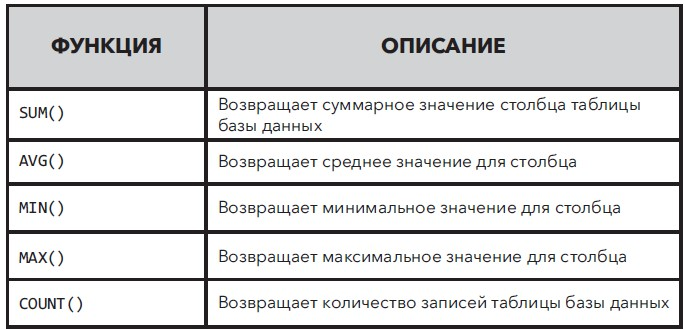 ФУНКЦИЯ
ОПИСАНИЕ
SUM()
Возвращает суммарное значение столбца таблицы
базы данных
AVG()
Возвращает среднее значение для столбца
MIN()
Возвращает минимальное значение для столбца
MAX()
Возвращает максимальное значение для столбца
COUNT()
Возвращает количество записей таблицы базы данных